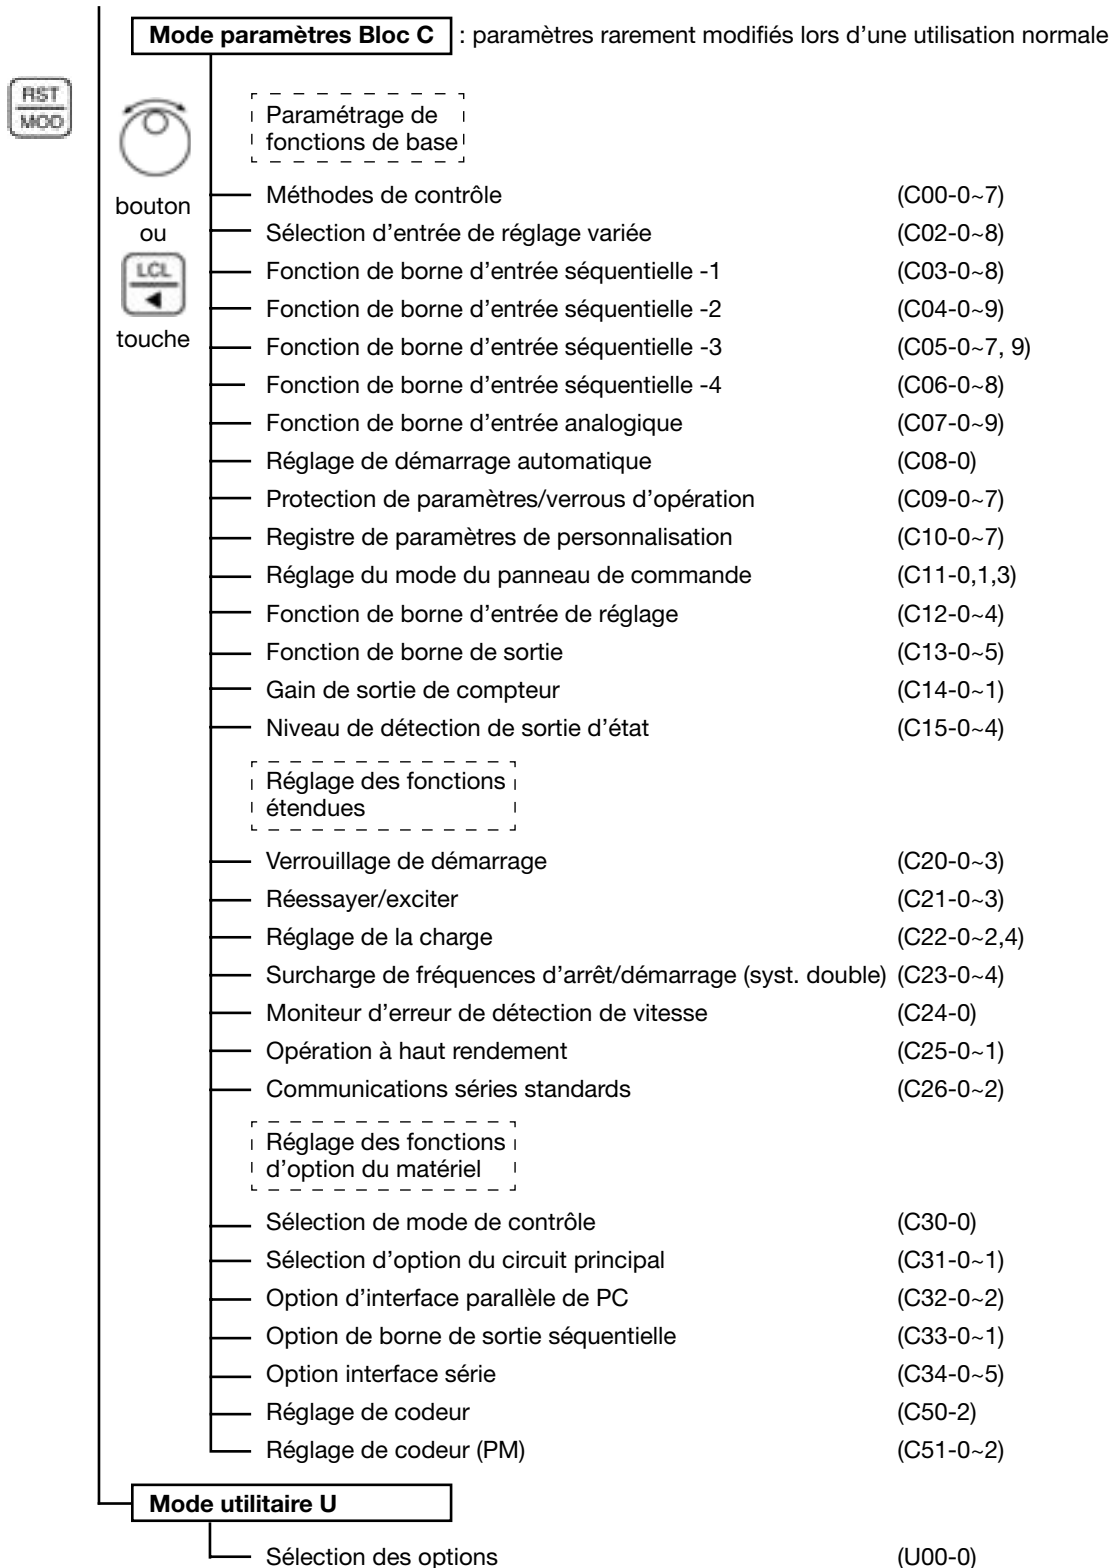 Mode paramètres Bloc C : paramètres rarement modifiés lors d’une utilisation normale
RST
MOD
Paramétrage de
fonctions de base
bouton
ou
LCL
touche
Méthodes de contrôle (C00-0~7)
Sélection d’entrée de réglage variée (C02-0~8)
Fonction de borne d’entrée séquentielle -1 (C03-0~8)
Fonction de borne d’entrée séquentielle -2 (C04-0~9)
Fonction de borne d’entrée séquentielle -3 (C05-0~7, 9)
Fonction de borne d’entrée séquentielle -4 (C06-0~8)
Fonction de borne d’entrée analogique (C07-0~9)
Réglage de démarrage automatique (C08-0)
Protection de paramètres/verrous d’opération (C09-0~7)
Registre de paramètres de personnalisation (C10-0~7)
Réglage du mode du panneau de commande (C11-0,1,3)
Fonction de borne d’entrée de réglage (C12-0~4)
Fonction de borne de sortie (C13-0~5)
Gain de sortie de compteur (C14-0~1)
Niveau de détection de sortie d’état (C15-0~4)
Réglage des fonctions
étendues
Verrouillage de démarrage (C20-0~3)
Réessayer/exciter (C21-0~3)
Réglage de la charge (C22-0~2,4)
Surcharge de fréquences d’arrêt/démarrage (syst. double) (C23-0~4)
Moniteur d’erreur de détection de vitesse (C24-0)
Opération à haut rendement (C25-0~1)
Communications séries standards (C26-0~2)
Réglage des fonctions
d’option du matériel
Sélection de mode de contrôle (C30-0)
Sélection d’option du circuit principal (C31-0~1)
Option d’interface parallèle de PC (C32-0~2)
Option de borne de sortie séquentielle (C33-0~1)
Option interface série (C34-0~5)
Réglage de codeur (C50-2)
Réglage de codeur (PM) (C51-0~2)
Mode utilitaire U
Sélection des options (U00-0)